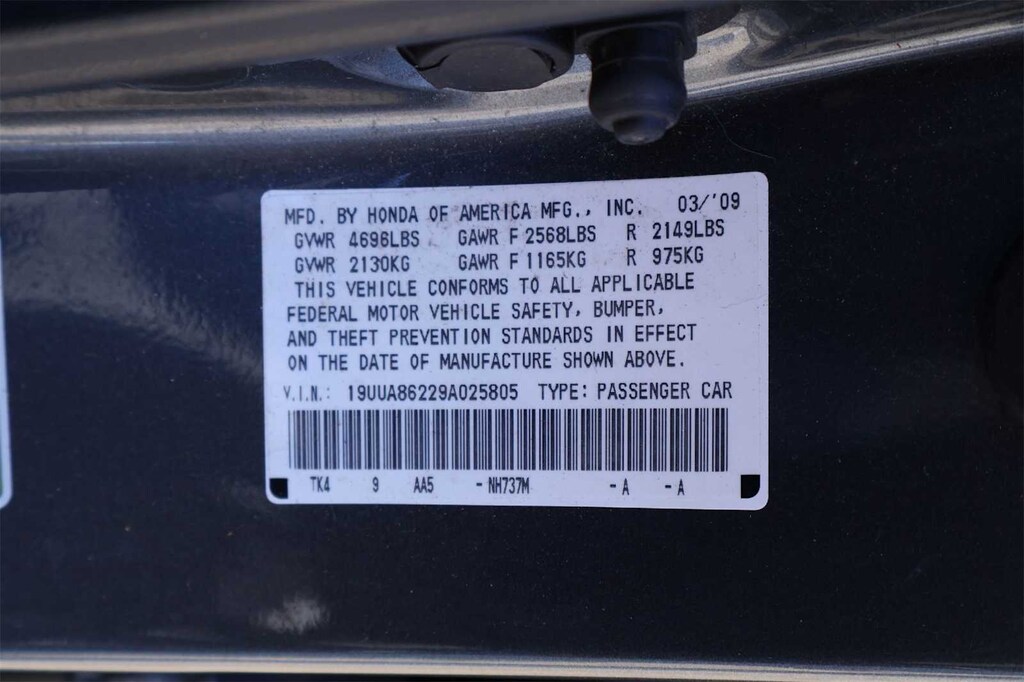 MFD. BY HONDA OF AMERICA MFG., INC. 03/'09
GVWR 4696LBS GAWR F 2568LBS R 2149LBS
GVWR 2130KG GAWR F 1165KG R 975KG
THIS VEHICLE CONFORMS TO ALL APPLICABLE
FEDERAL MOTOR VEHICLE SAFETY, BUMPER,
AND THEFT PREVENTION STANDARDS IN EFFECT
ON THE DATE OF MANUFACTURE SHOWN ABOVE.
V.I.N.: 19UUA86229A025805 TYPE: PASSENGER CAR
TK4 9 AA5 - NH737M - A - A